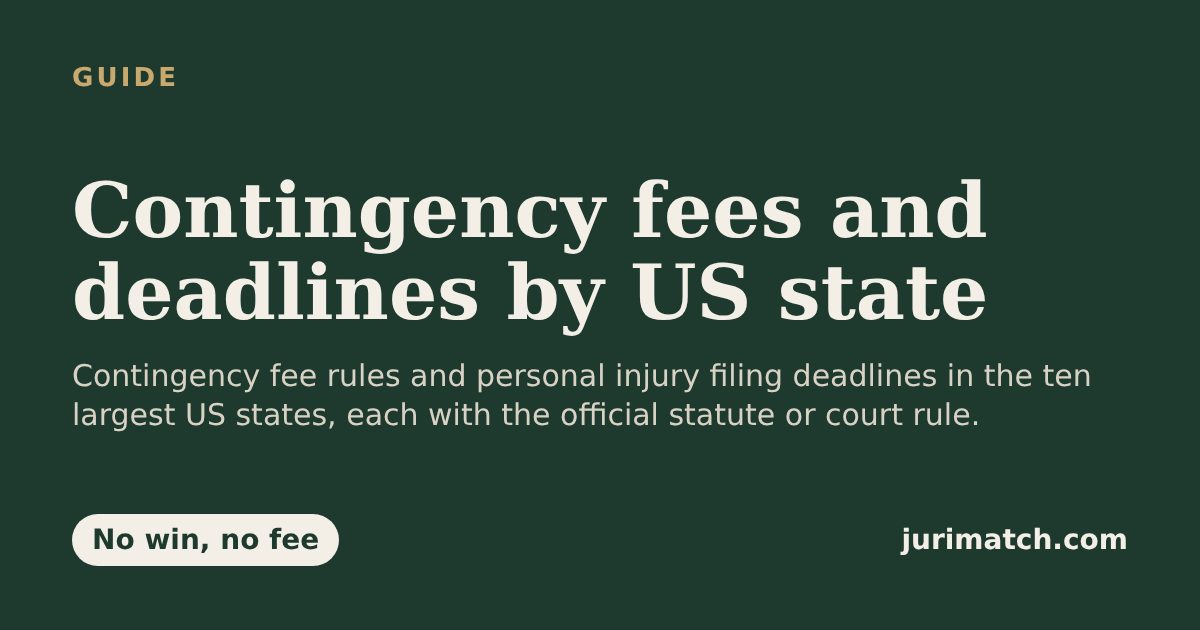 GUIDE
Contingency fees and
deadlines by US state
Contingency fee rules and personal injury filing deadlines in the ten
largest US states, each with the official statute or court rule.
No win, no fee
jurimatch.com